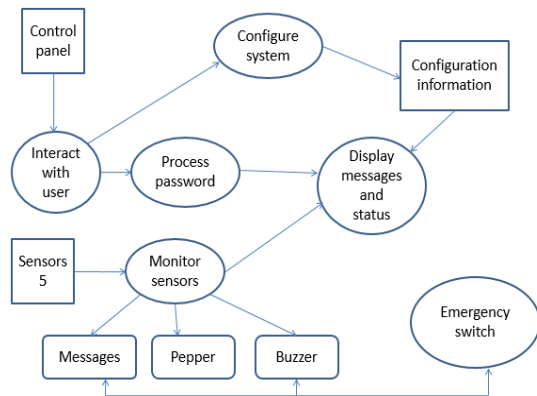 Control
panel
Configure
system
Configuration
information
Interact
with
user
Process
password
Display
messages
and
status
Sensors
5
Monitor
sensors
Emergency
switch
Messages
Pepper
Buzzer